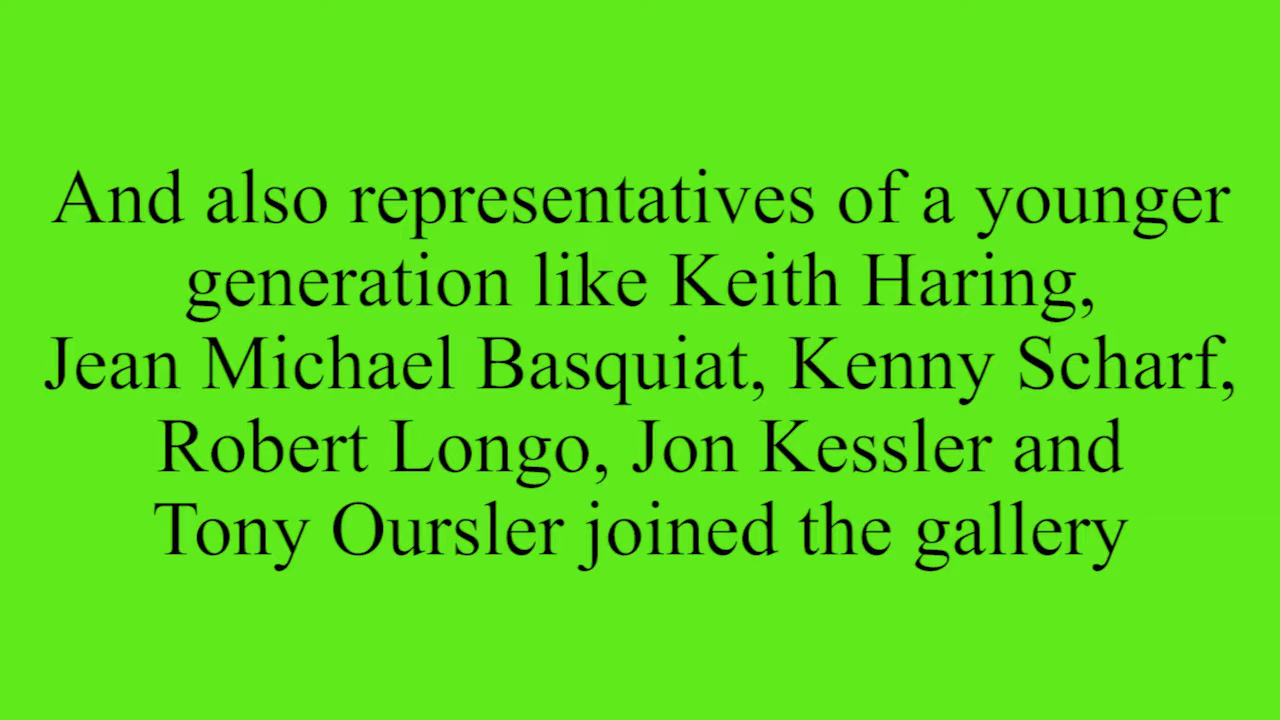 And also representatives of a younger
generation like Keith Haring,
Jean Michael Basquiat, Kenny Scharf,
Robert Longo, Jon Kessler and
Tony Oursler joined the gallery